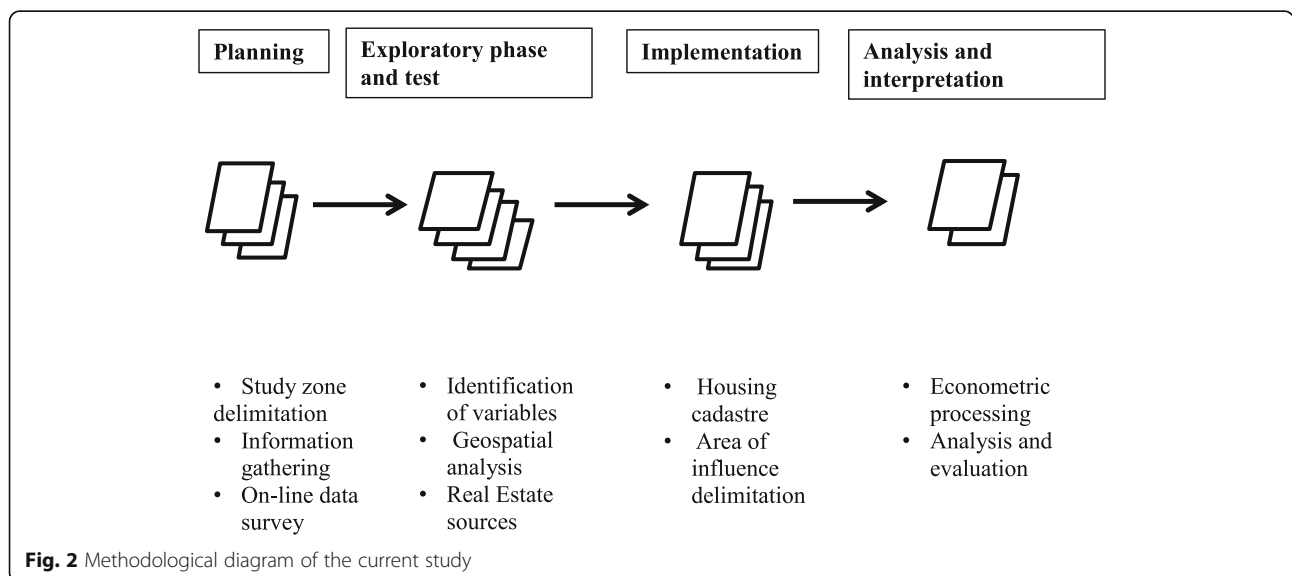 Planning
Exploratory phase
and test
Implementation
Analysis and
interpretation
• Study zone
delimitation
• Information
gathering
• On-line data
survey
• Identification
of variables
• Geospatial
analysis
• Real Estate
sources
• Housing
cadastre
• Area of
influence
delimitation
• Econometric
processing
• Analysis and
evaluation
Fig. 2 Methodological diagram of the current study